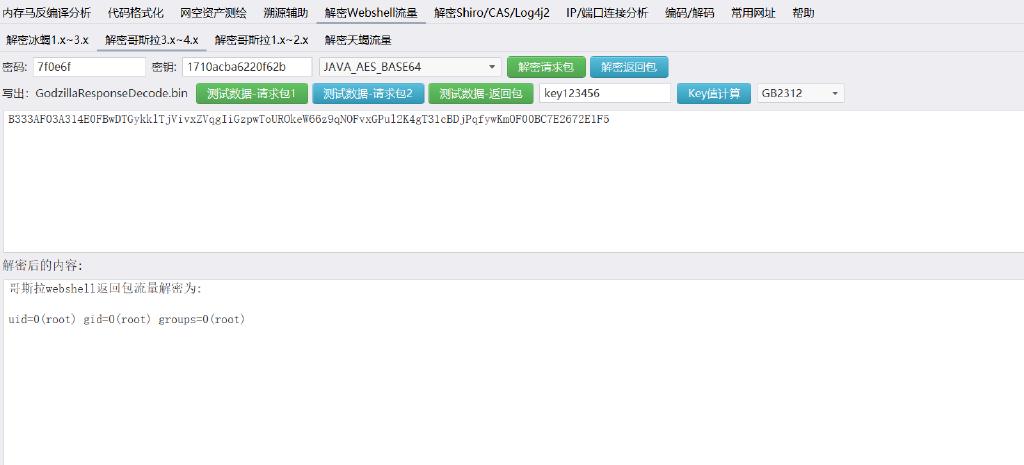 内存马反编译分析 代码格式化 网空资产测绘 溯源辅助 解密Webshell流量 解密Shiro/CAS/Log4j2 IP/端口连接分析 编码/解码 常用网址 帮助
解密冰蝎1.x~3.x 解密哥斯拉3.x~4.x 解密哥斯拉1.x~2.x 解密天蝎流量
密码: 7f0e6f 密钥: 1710acba6220f62b JAVA_AES_BASE64 解密请求包 解密返回包
写出: GodzillaResponseDecode.bin 测试数据-请求包1 测试数据-请求包2 测试数据-返回包 key123456 Key值计算 GB2312
B333AF03A314E0FBwDTGykklTjVivxZVqgIiGzpwToUROkeW66z9qNOFvxGPul2K4gT31cBDjPqfywKmOF00BC7E2672E1F5
解密后的内容:
哥斯拉webshell返回包流量解密为:
uid=0(root) gid=0(root) groups=0(root)